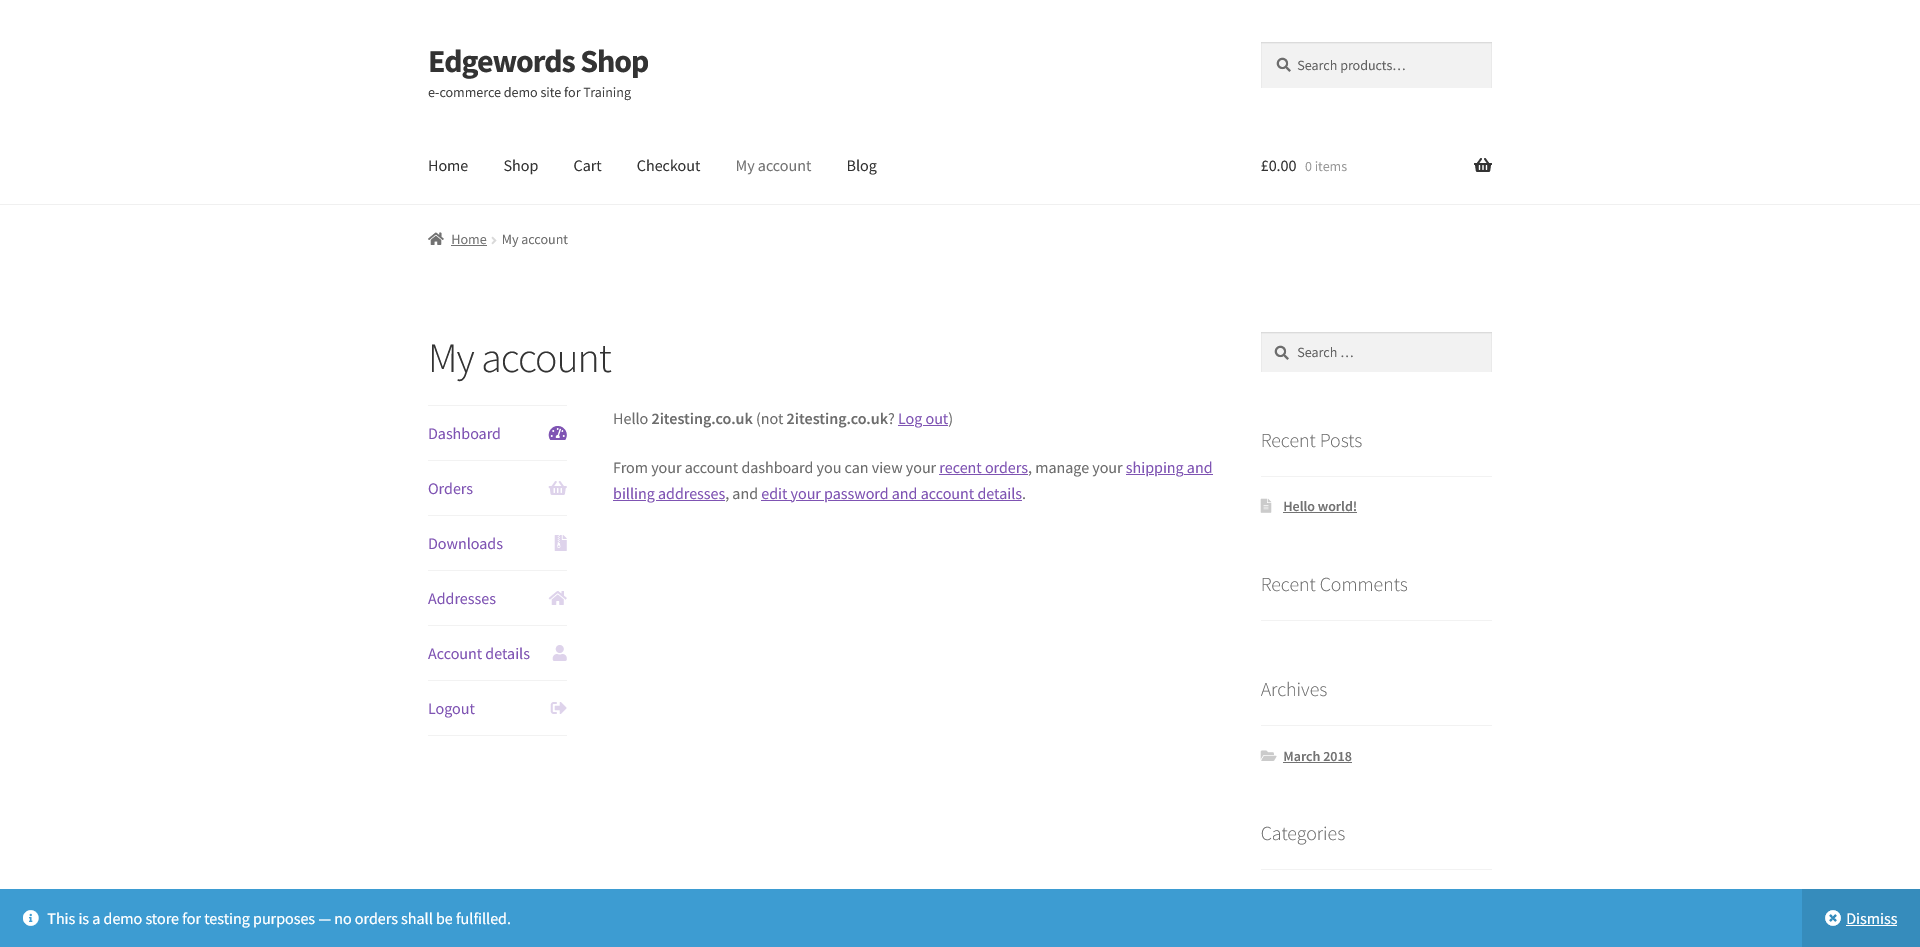 Edgewords Shop
e-commerce demo site for Training
Search products…
Home Shop Cart Checkout My account Blog
£0.00 0 items
Home My account
My account
Dashboard
Orders
Downloads
Addresses
Account details
Logout
Hello 2itesting.co.uk (not 2itesting.co.uk? Log out)
From your account dashboard you can view your recent orders, manage your shipping and
billing addresses, and edit your password and account details.
Search …
Recent Posts
Hello world!
Recent Comments
Archives
March 2018
Categories
This is a demo store for testing purposes — no orders shall be fulfilled.
Dismiss